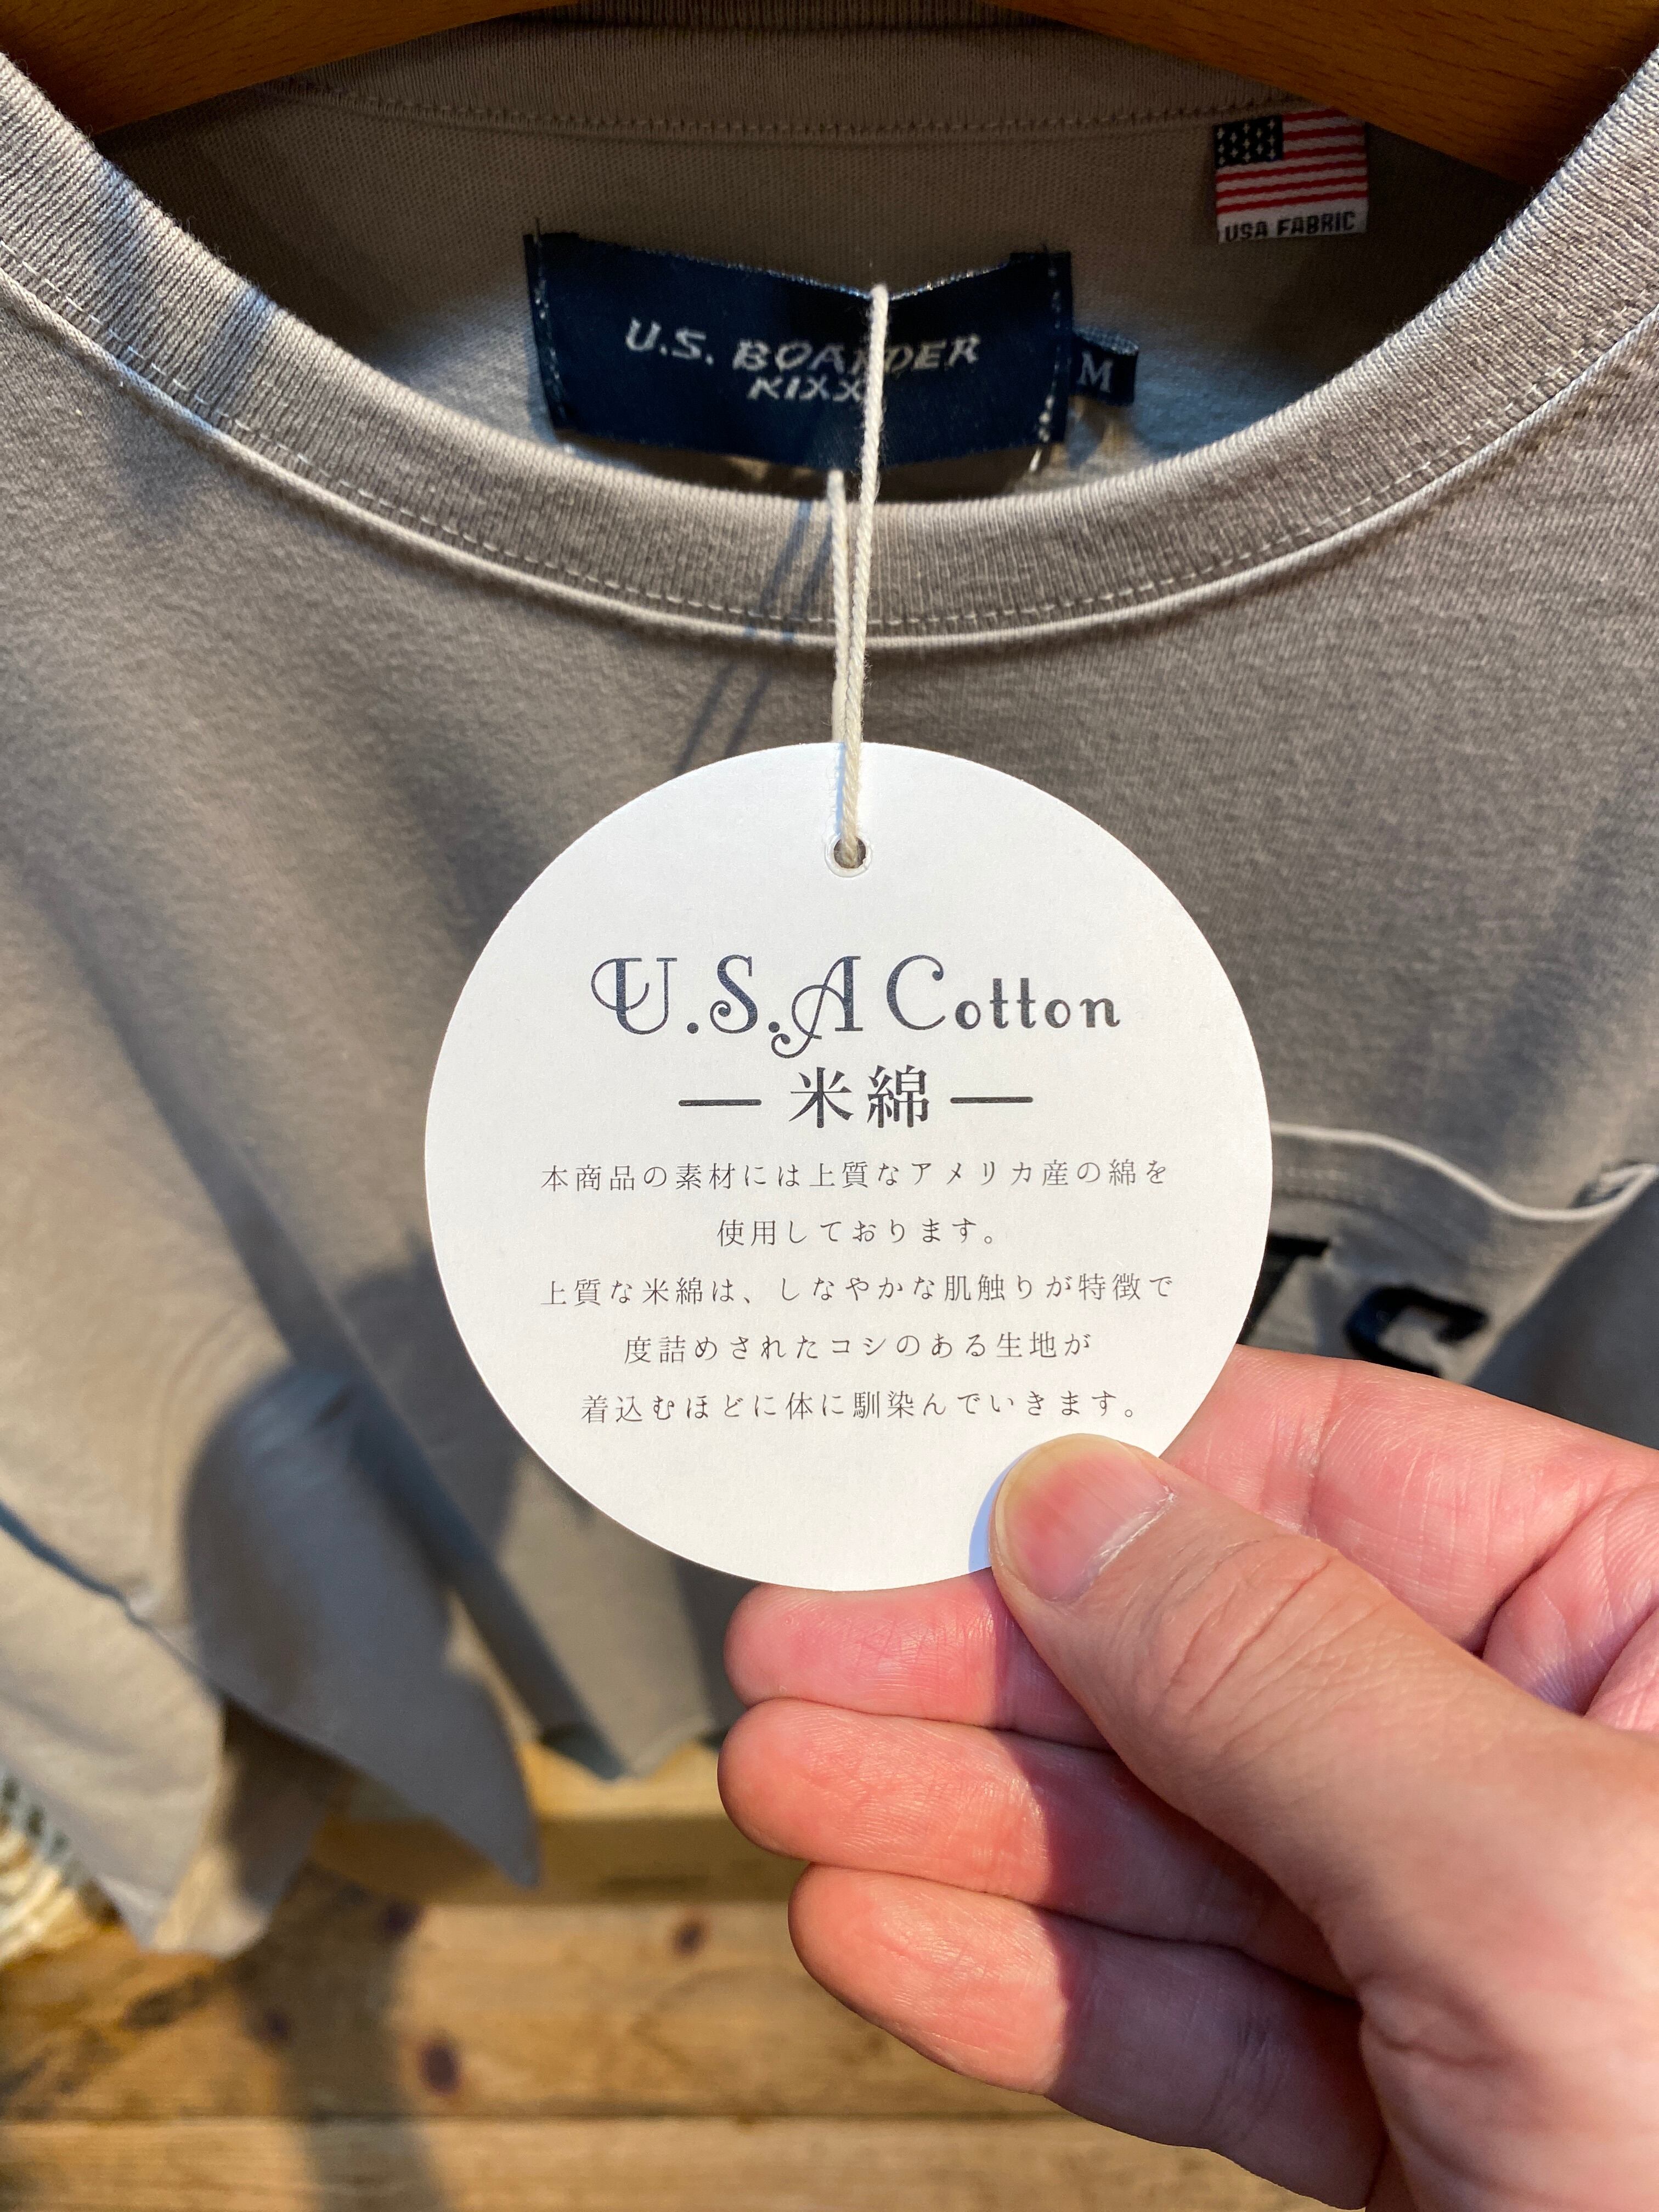 USA FABRIC
U.S. BOARDER
KIXX
M
U.S.A Cotton
— 米綿 —
本商品の素材には上質なアメリカ産の綿を
使用しております。
上質な米綿は、しなやかな肌触りが特徴で
度詰めされたコシのある生地が
着込むほどに体に馴染んでいきます。